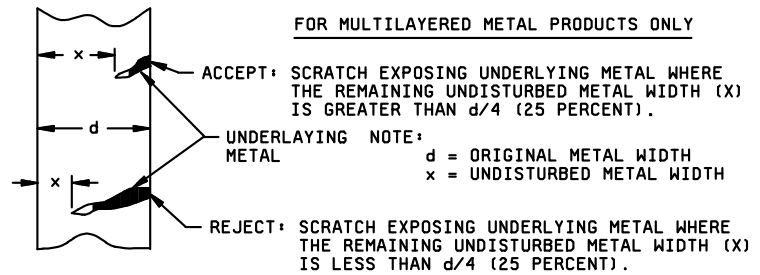 FOR MULTILAYERED METAL PRODUCTS ONLY
x
ACCEPT: SCRATCH EXPOSING UNDERLYING METAL WHERE
THE REMAINING UNDISTURBED METAL WIDTH (X)
IS GREATER THAN d/4 (25 PERCENT).
d
UNDERLAYING NOTE:
METAL
d = ORIGINAL METAL WIDTH
x = UNDISTURBED METAL WIDTH
x
REJECT: SCRATCH EXPOSING UNDERLYING METAL WHERE
THE REMAINING UNDISTURBED METAL WIDTH (X)
IS LESS THAN d/4 (25 PERCENT).